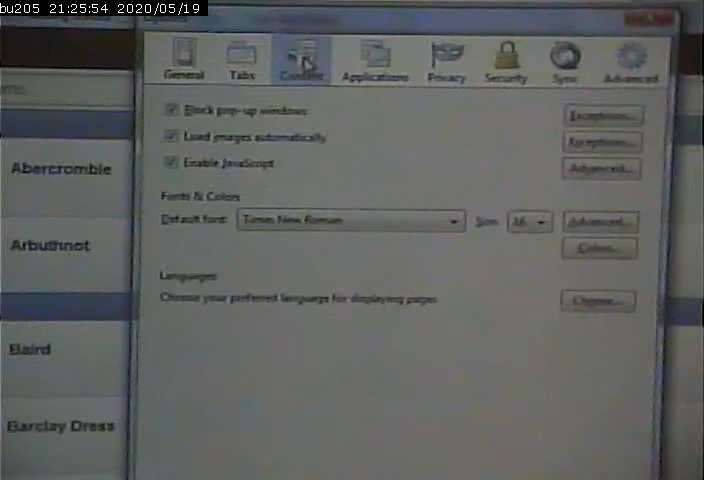 bu205 21:25:54 2020/05/19
General Tabs Content Applications Privacy Security Sync Advanced
Block pop-up windows Exceptions...
Load images automatically Exceptions...
Enable JavaScript Advanced...
Abercrombie
Fonts & Colors
Default font: Times New Roman Size: 16 Advanced...
Colors...
Arbuthnot
Languages
Choose your preferred language for displaying pages Choose...
Baird
Barclay Dress